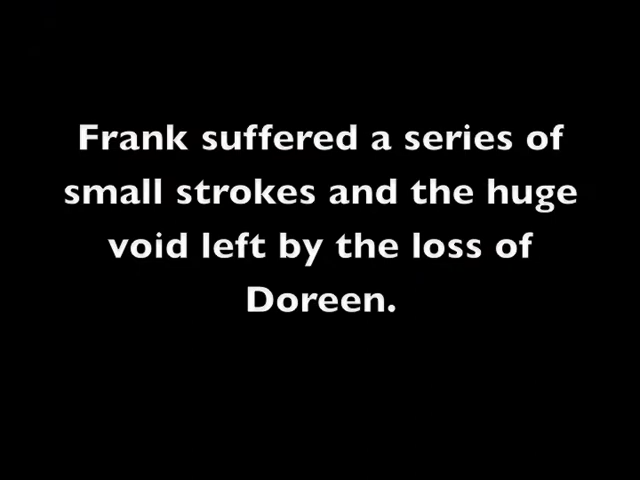 Frank suffered a series of
small strokes and the huge
void left by the loss of
Doreen.